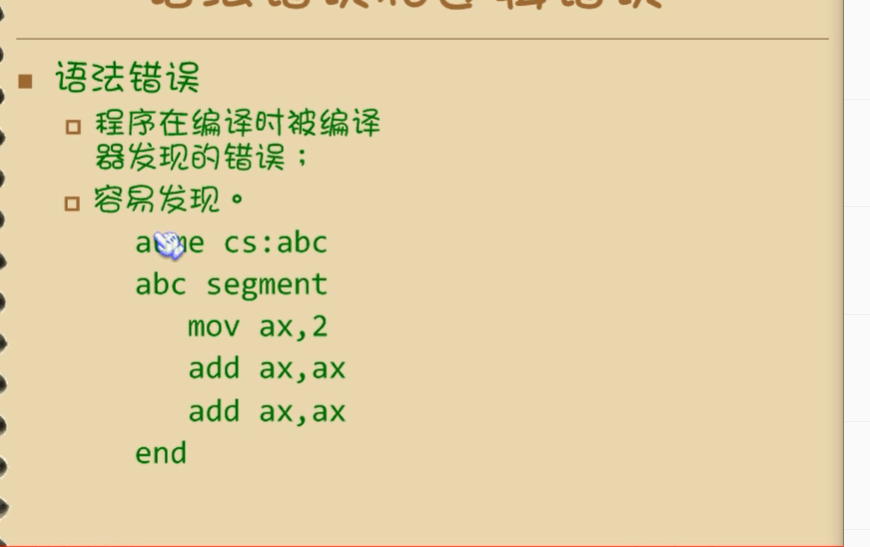 语法错误
程序在编译时被编译
器发现的错误；
容易发现。
cs:abc
abc segment
mov ax,2
add ax,ax
add ax,ax
end